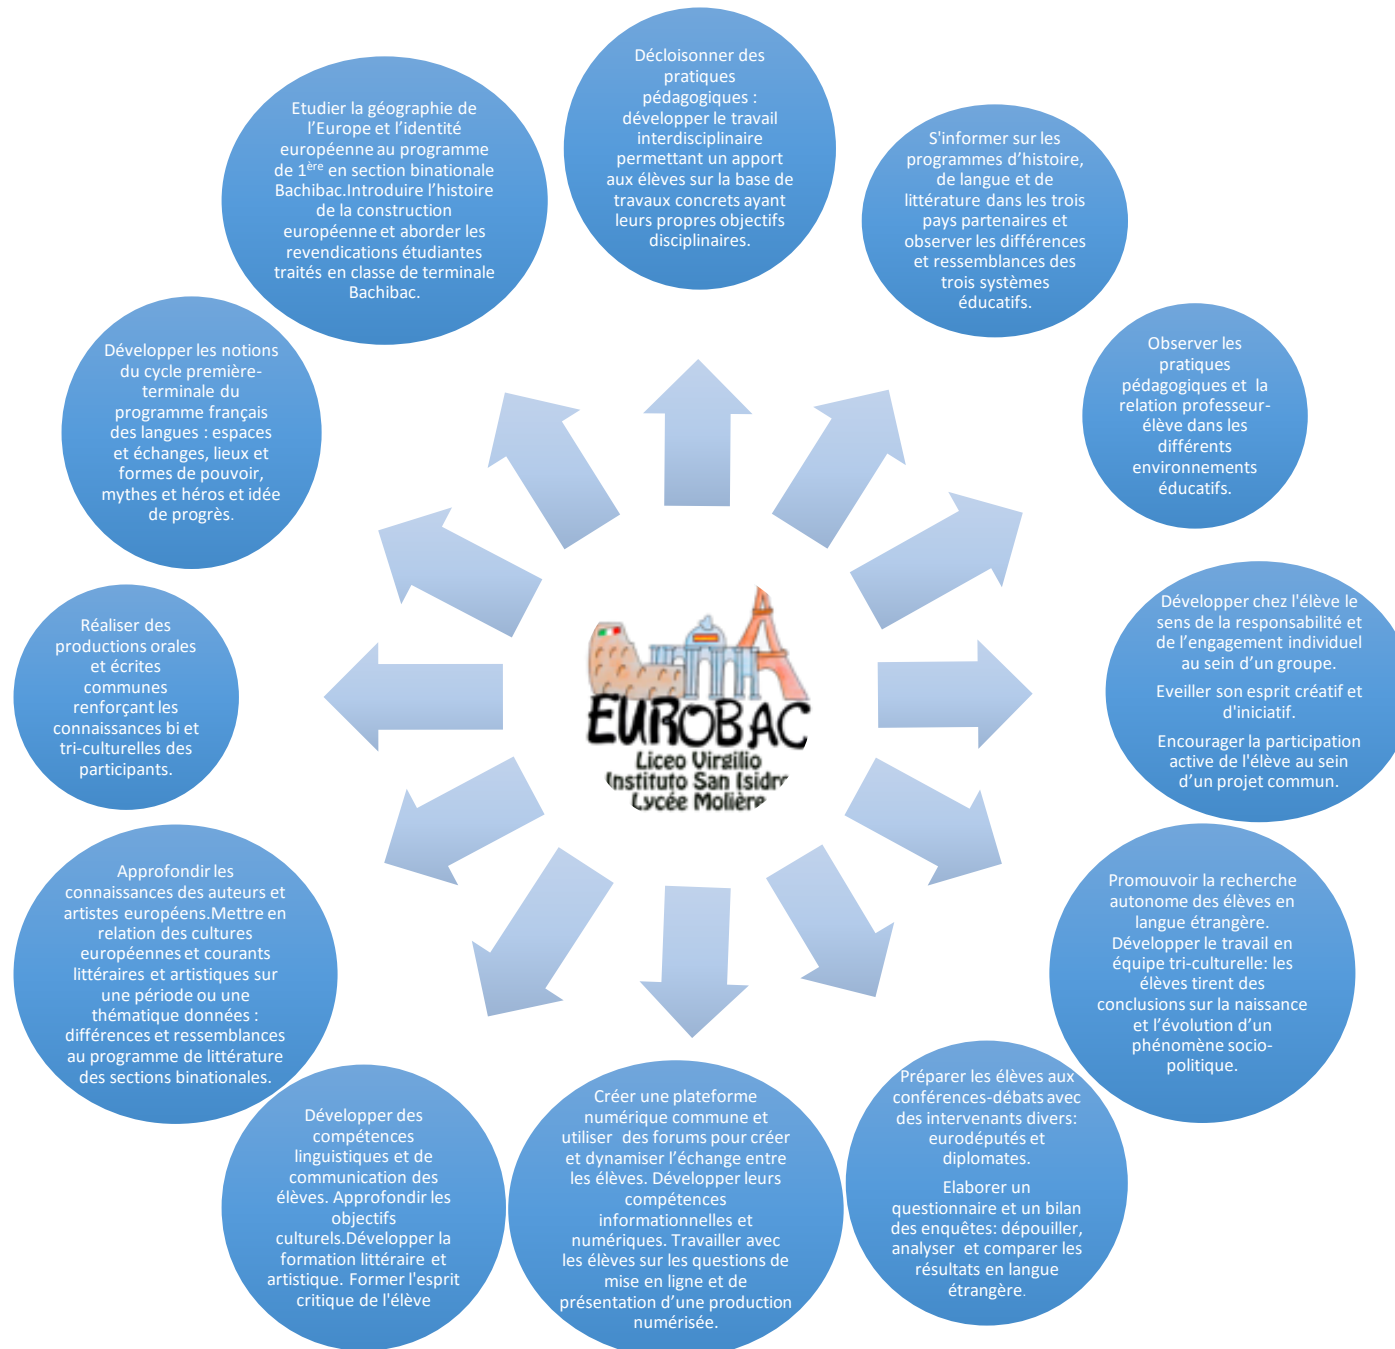 Décloisonner des
pratiques
pédagogiques :
développer le travail
interdisciplinaire
permettant un apport
aux élèves sur la base de
travaux concrets ayant
leurs propres objectifs
disciplinaires.
S'informer sur les
programmes d'histoire,
de langue et de
littérature dans les trois
pays partenaires et
observer les différences
et ressemblances des
trois systèmes
éducatifs.
Observer les
pratiques
pédagogiques et la
relation professeur-
élève dans les
différents
environnements
éducatifs.
Développer chez l'élève le
sens de la responsabilité et
de l'engagement individuel
au sein d'un groupe.
Eveiller son esprit créatif et
d'iniciatif.
Encourager la participation
active de l'élève au sein
d'un projet commun.
Promouvoir la recherche
autonome des élèves en
langue étrangère.
Développer le travail en
équipe tri-culturelle: les
élèves tirent des
conclusions sur la naissance
et l'évolution d'un
phénomène socio-
politique.
Préparer les élèves aux
conférences-débats avec
des intervenants divers:
eurodéputés et
diplomates.
Elaborer un
questionnaire et un bilan
des enquêtes: dépouiller,
analyser et comparer les
résultats en langue
étrangère.
Créer une plateforme
numérique commune et
utiliser des forums pour créer
et dynamiser l'échange entre
les élèves. Développer leurs
compétences
informationnelles et
numériques. Travailler avec
les élèves sur les questions de
mise en ligne et de
présentation d'une production
numérisée.
Développer des
compétences
linguistiques et de
communication des
élèves. Approfondir les
objectifs
culturels.Développer la
formation littéraire et
artistique. Former l'esprit
critique de l'élève
Approfondir les
connaissances des auteurs et
artistes européens.Mettre en
relation des cultures
européennes et courants
littéraires et artistiques sur
une période ou une
thématique données :
différences et ressemblances
au programme de littérature
des sections binationales.
Réaliser des
productions orales
et écrites
communes
renforçant les
connaissances bi et
tri-culturelles des
participants.
Développer les notions
du cycle première-
terminale du
programme français
des langues : espaces
et échanges, lieux et
formes de pouvoir,
mythes et héros et idée
de progrès.
Etudier la géographie de
l'Europe et l'identité
européenne au programme
de 1ère en section binationale
Bachibac.Introduire l'histoire
de la construction
européenne et aborder les
revendications étudiantes
traités en classe de terminale
Bachibac.
EUROBAC
Liceo Virgilio
Instituto San Isidr
Lycée Molière